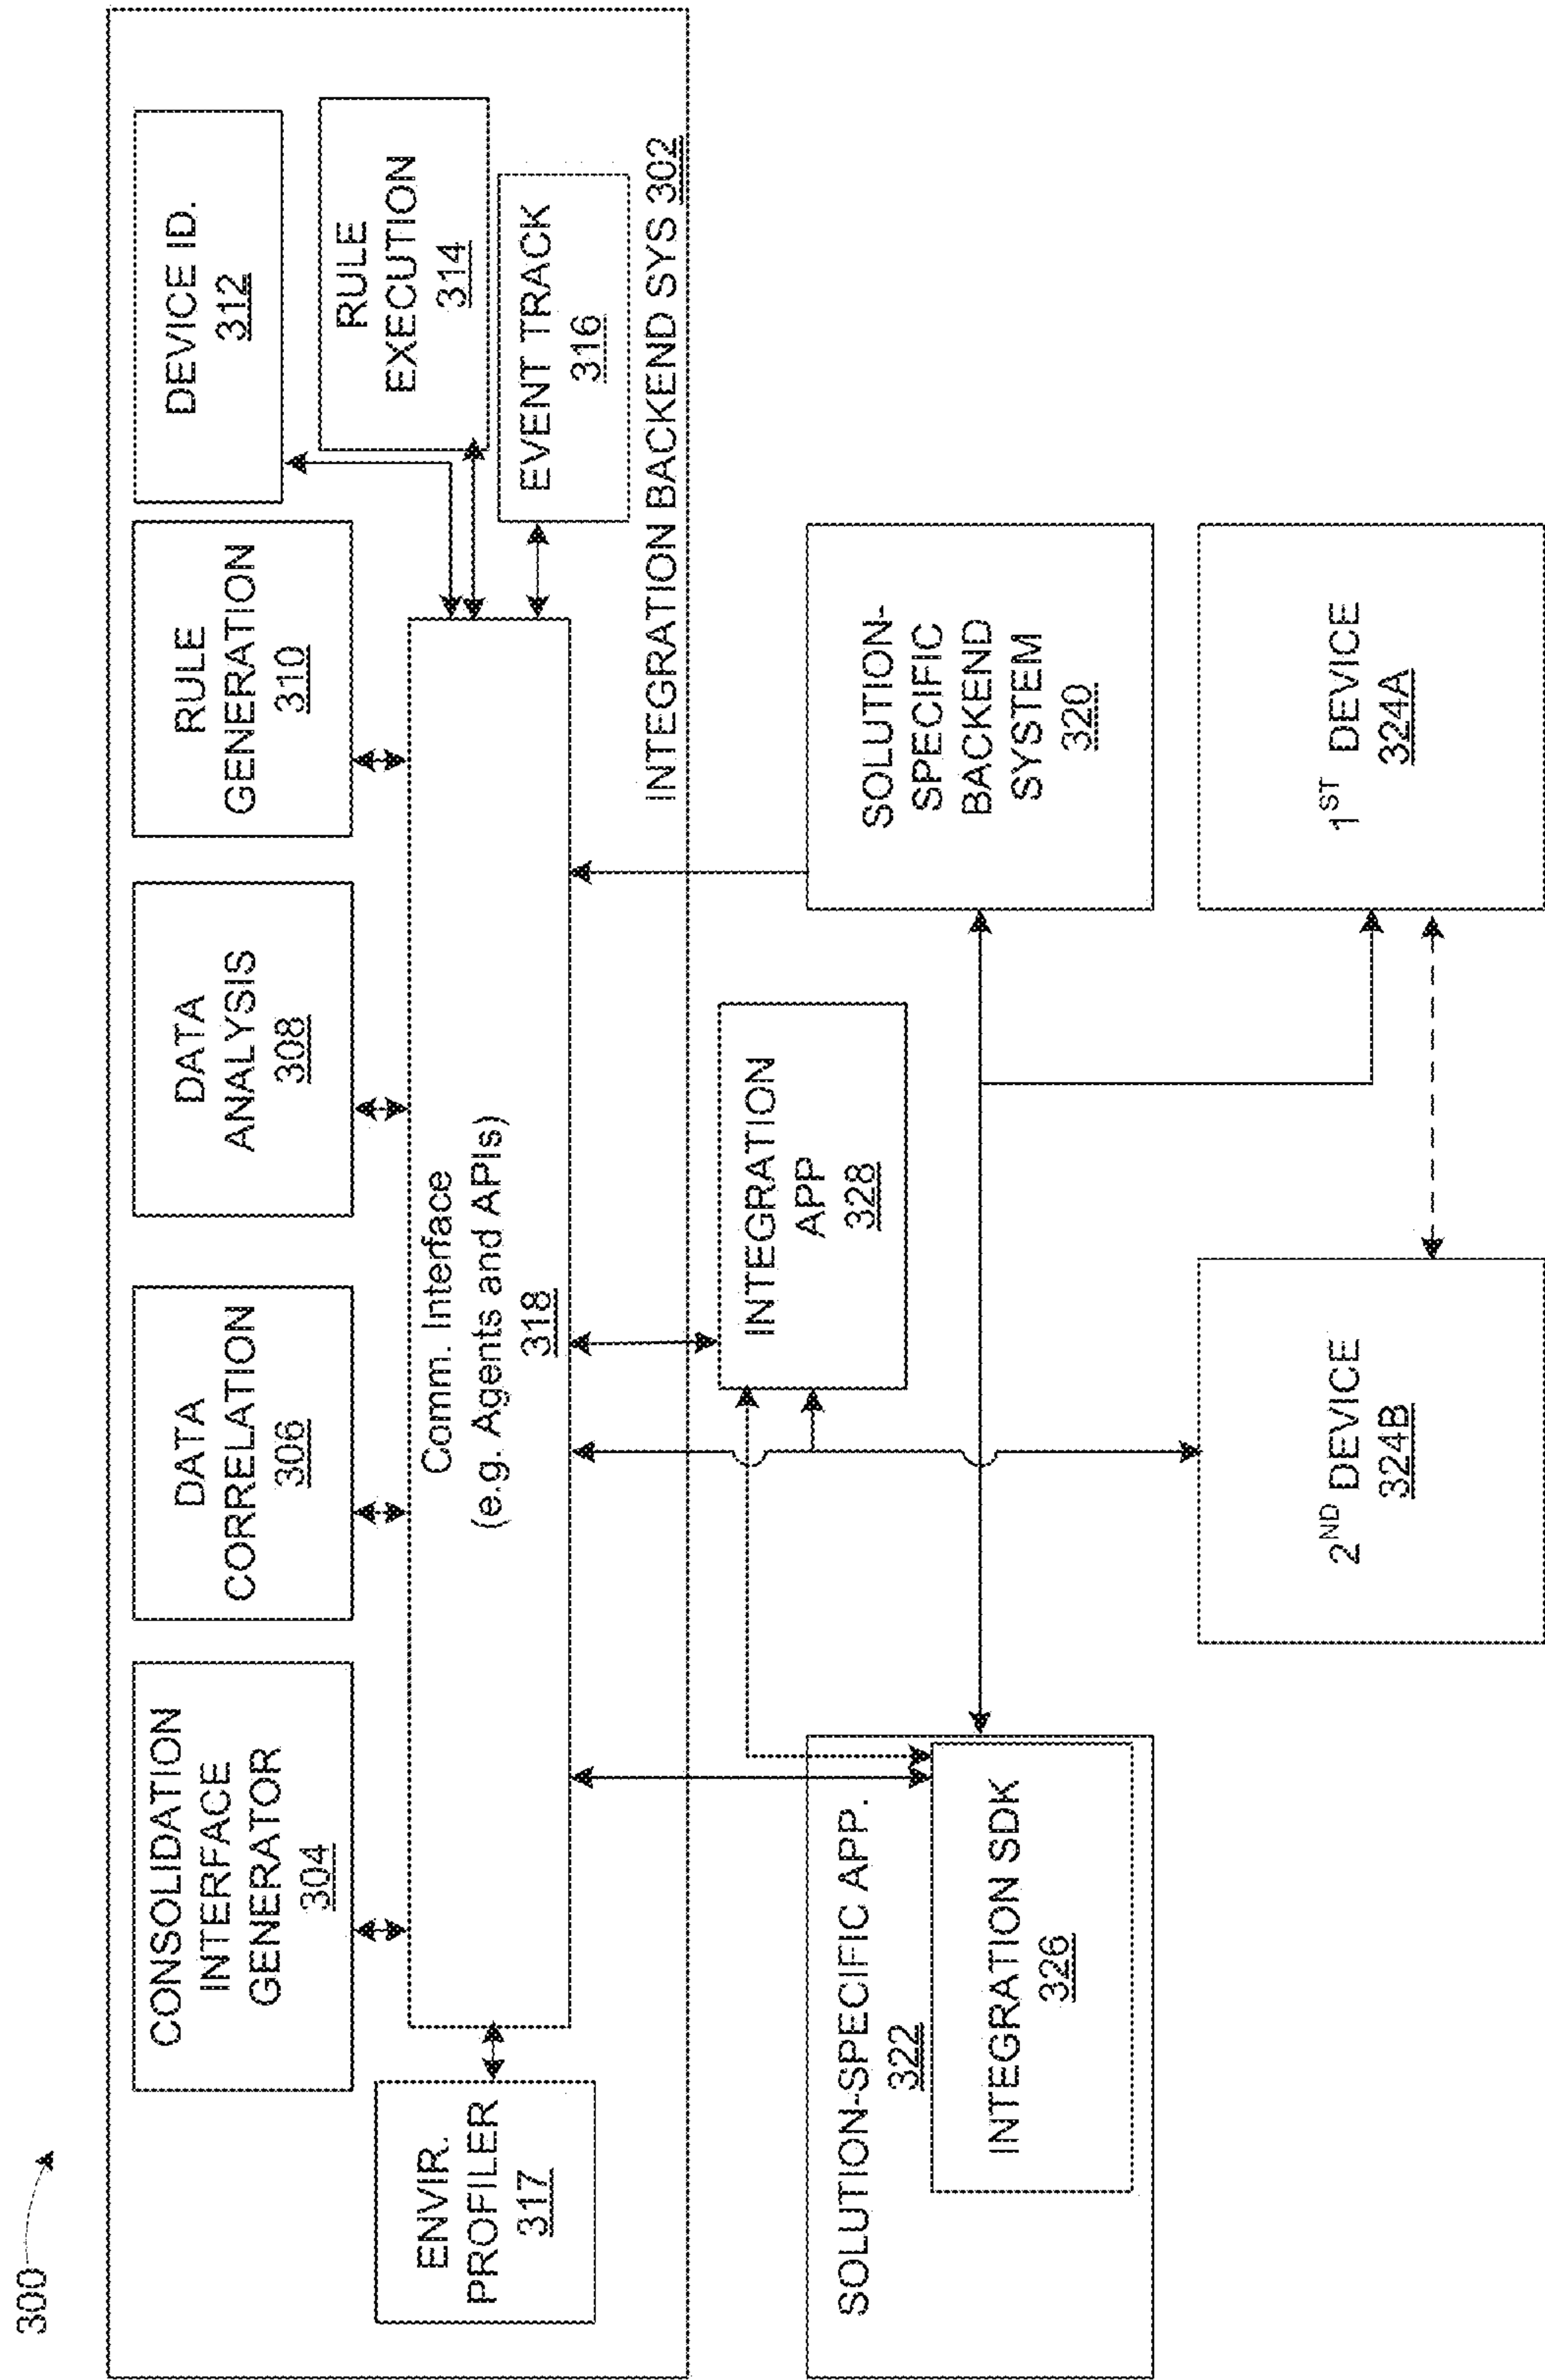 300
CONSOLIDATION
INTERFACE
GENERATOR
304
DATA
CORRELATION
306
DATA
ANALYSIS
308
RULE
GENERATION
310
DEVICE ID.
312
RULE
EXECUTION
314
EVENT TRACK
316
ENVIR.
PROFILER
317
Comm. Interface
(e.g. Agents and APIs)
318
INTEGRATION BACKEND SYS 302
INTEGRATION
APP
328
SOLUTION-SPECIFIC APP.
322
INTEGRATION SDK
326
SOLUTION-
SPECIFIC
BACKEND
SYSTEM
320
2ND DEVICE
324B
1ST DEVICE
324A